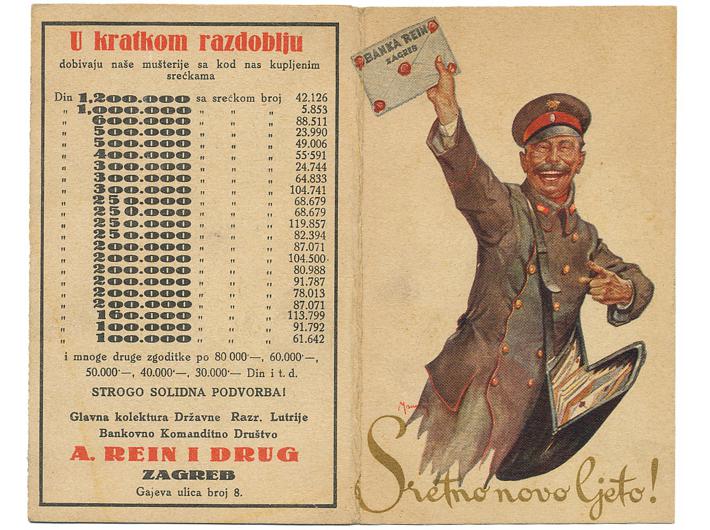 U kratkom razdoblju
dobivaju naše mušterije sa kod nas kupljenim
srećkama
Din 1,200.000 sa srećkom broj 42.126
„ 1,000.000 „ „ „ 5.853
„ 600.000 „ „ „ 88.511
„ 500.000 „ „ „ 23.990
„ 500.000 „ „ „ 49.006
„ 400.000 „ „ „ 55.591
„ 300.000 „ „ „ 24.744
„ 300.000 „ „ „ 64.833
„ 300.000 „ „ „ 104.741
„ 250.000 „ „ „ 68.679
„ 250.000 „ „ „ 68.679
„ 250.000 „ „ „ 119.857
„ 250.000 „ „ „ 82.394
„ 200.000 „ „ „ 87.071
„ 200.000 „ „ „ 104.500
„ 200.000 „ „ „ 80.988
„ 200.000 „ „ „ 91.787
„ 200.000 „ „ „ 78.013
„ 200.000 „ „ „ 87.071
„ 160.000 „ „ „ 113.799
„ 100.000 „ „ „ 91.792
„ 100.000 „ „ „ 61.642
i mnoge druge zgoditke po 80 000·—, 60.000·—,
50.000·—, 40.000·—, 30.000·— Din i t. d.
STROGO SOLIDNA PODVORBA!
Glavna kolektura Državne Razr. Lutrije
Bankovno Komanditno Društvo
A. REIN I DRUG
ZAGREB
Gajeva ulica broj 8.
BANKA REIN
ZAGREB
Sretno novo ljeto!